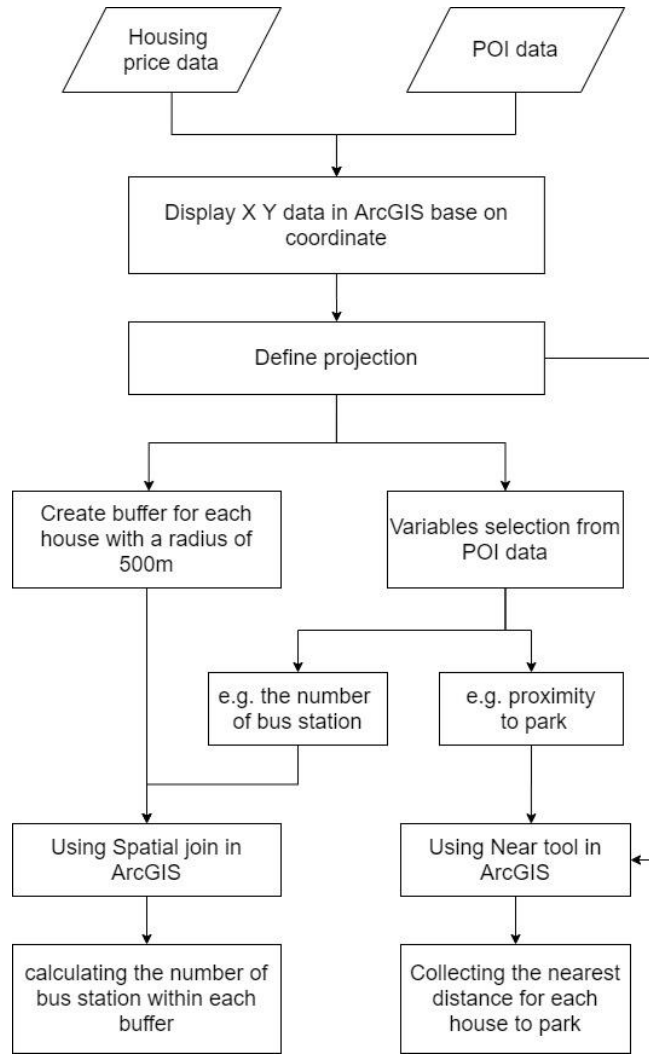 Housing
price data
POI data
Display X Y data in ArcGIS base on
coordinate
Define projection
Create buffer for each
house with a radius of
500m
Variables selection from
POI data
e.g. the number
of bus station
e.g. proximity
to park
Using Spatial join in
ArcGIS
Using Near tool in
ArcGIS
calculating the number of
bus station within each
buffer
Collecting the nearest
distance for each
house to park